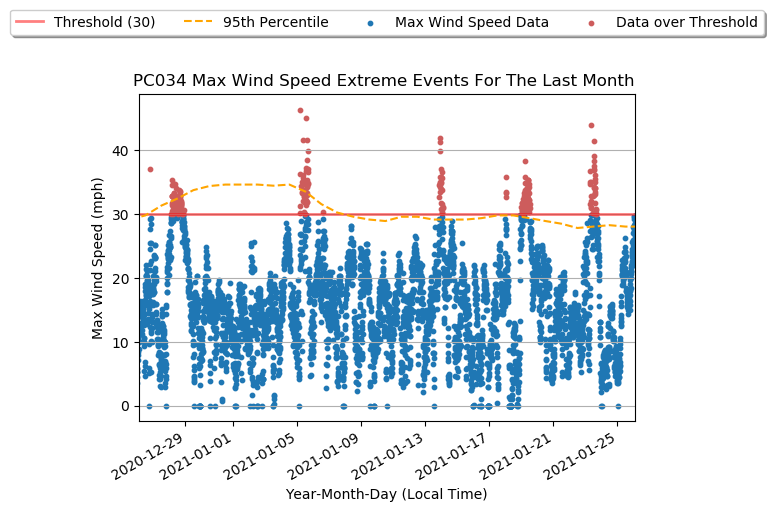 Threshold (30) 95th Percentile Max Wind Speed Data Data over Threshold
PC034 Max Wind Speed Extreme Events For The Last Month
Max Wind Speed (mph)
40
30
20
10
0
2020-12-29 2021-01-01 2021-01-05 2021-01-09 2021-01-13 2021-01-17 2021-01-21 2021-01-25
Year-Month-Day (Local Time)